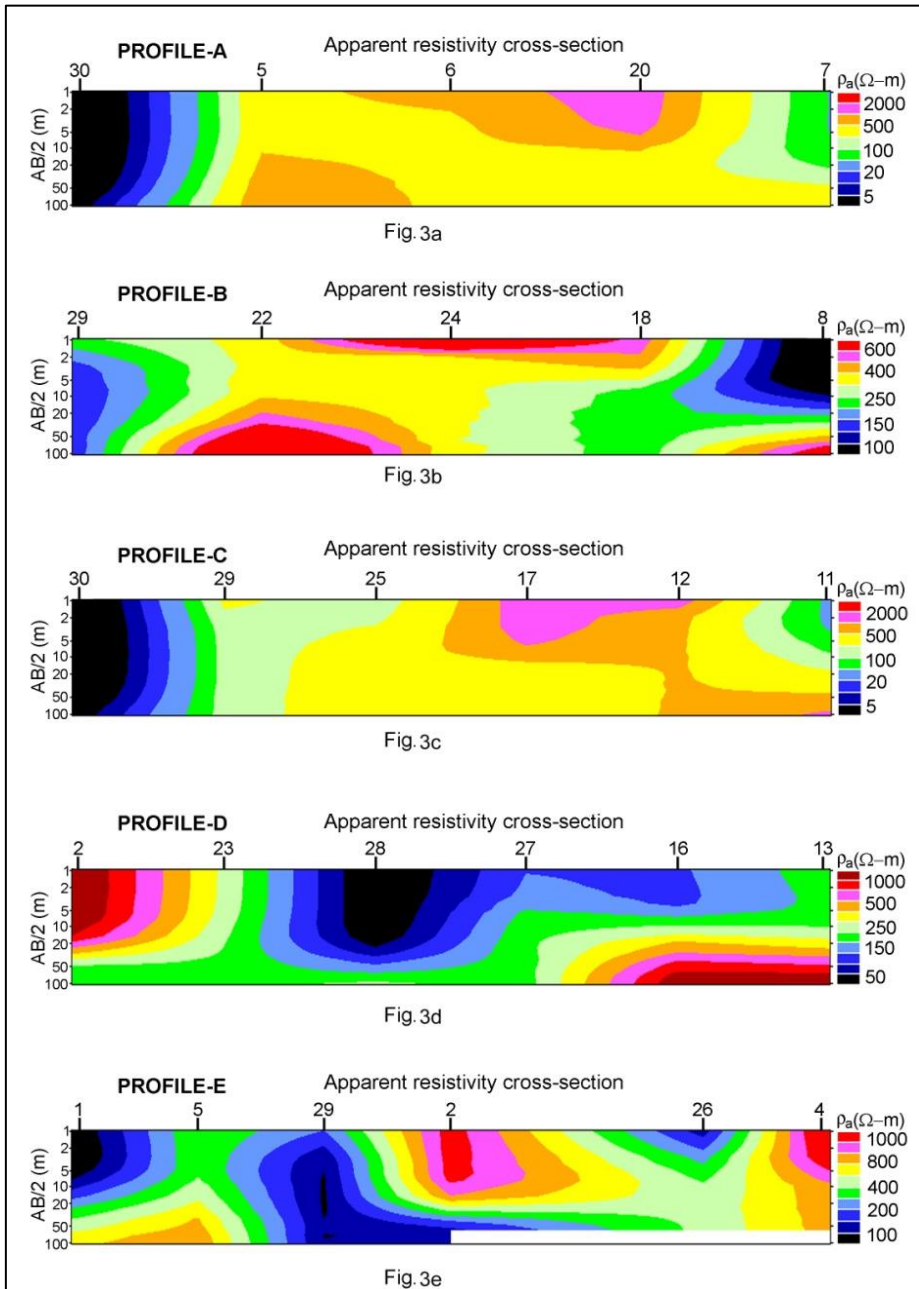 PROFILE-A Apparent resistivity cross-section
30 5 6 20 7
ρa(Ω–m)
AB/2 (m)
1
2
5
10
20
50
100
2000
500
100
20
5
Fig.3a
PROFILE-B Apparent resistivity cross-section
29 22 24 18 8
ρa(Ω–m)
AB/2 (m)
1
2
5
10
20
50
100
600
400
250
150
100
Fig.3b
PROFILE-C Apparent resistivity cross-section
30 29 25 17 12 11
ρa(Ω–m)
AB/2 (m)
1
2
5
10
20
50
100
2000
500
100
20
5
Fig.3c
PROFILE-D Apparent resistivity cross-section
2 23 28 27 16 13
ρa(Ω–m)
AB/2 (m)
1
2
5
10
20
50
100
1000
500
250
150
50
Fig.3d
PROFILE-E Apparent resistivity cross-section
1 5 29 2 26 4
ρa(Ω–m)
AB/2 (m)
1
2
5
10
20
50
100
1000
800
400
200
100
Fig.3e